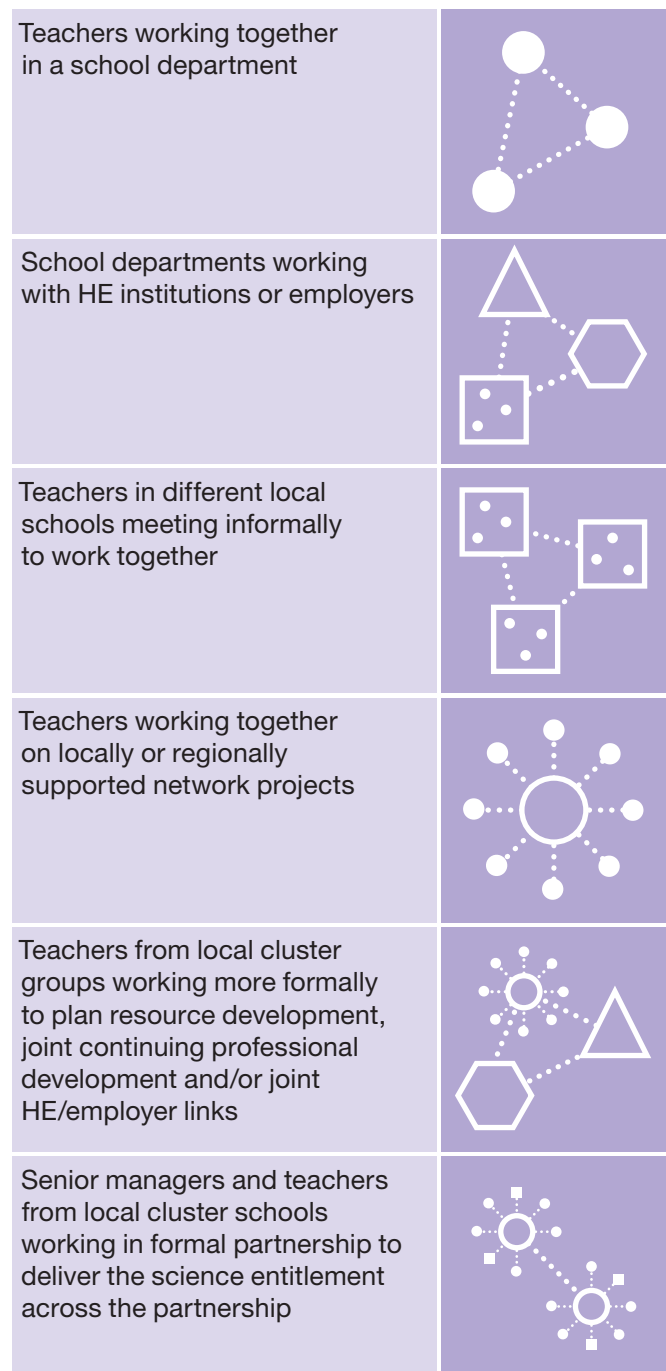 Teachers working together
in a school department
School departments working
with HE institutions or employers
Teachers in different local
schools meeting informally
to work together
Teachers working together
on locally or regionally
supported network projects
Teachers from local cluster
groups working more formally
to plan resource development,
joint continuing professional
development and/or joint
HE/employer links
Senior managers and teachers
from local cluster schools
working in formal partnership to
deliver the science entitlement
across the partnership